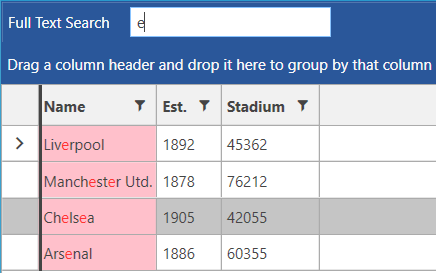 Full Text Search e
Drag a column header and drop it here to group by that column
Name Est. Stadium
Liverpool 1892 45362
Manchester Utd. 1878 76212
Chelsea 1905 42055
Arsenal 1886 60355